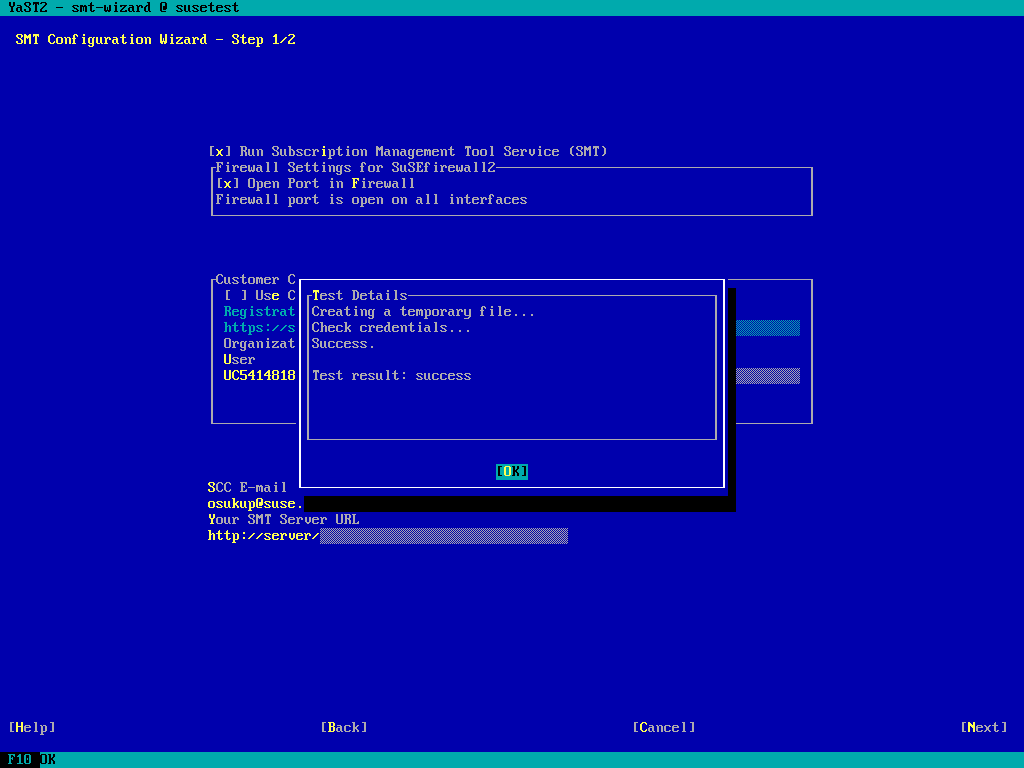 YaST2 - smt-wizard @ susetest
SMT Configuration Wizard - Step 1/2
[x] Run Subscription Management Tool Service (SMT)
Firewall Settings for SuSEfirewall2
[x] Open Port in Firewall
Firewall port is open on all interfaces
Customer C
[ ] Use C
Test Details
Registrat
Creating a temporary file...
https://s
Check credentials...
Organizat
Success.
User
UC5414818
Test result: success
[OK]
SCC E-mail
osukup@suse.
Your SMT Server URL
http://server/
[Help] [Back] [Cancel] [Next]
F10 OK